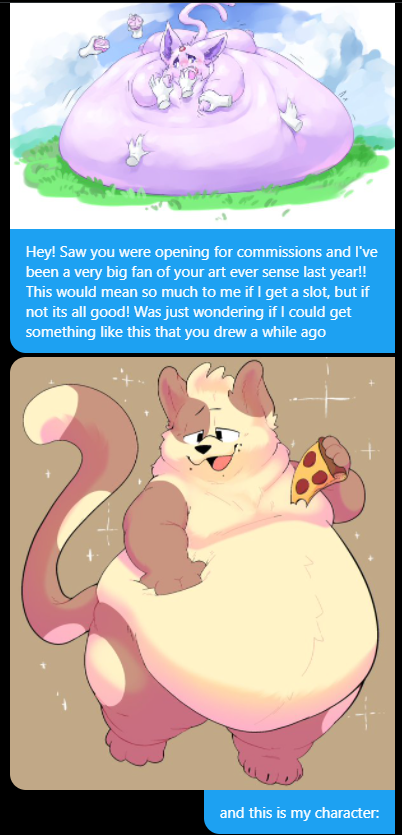 Hey! Saw you were opening for commissions and I've
been a very big fan of your art ever sense last year!!
This would mean so much to me if I get a slot, but if
not its all good! Was just wondering if I could get
something like this that you drew a while ago
and this is my character: